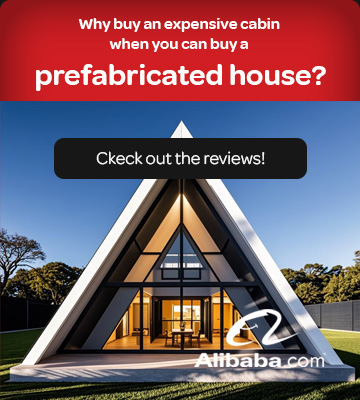 Why buy an expensive cabin
when you can buy a
prefabricated house?
Ckeck out the reviews!
Alibaba.com